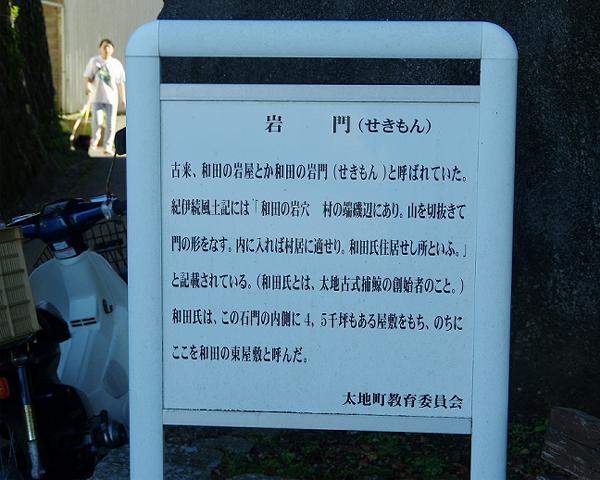 岩　門（せきもん）
古来、和田の岩屋とか和田の岩門（せきもん）と呼ばれていた。
紀伊続風土記には「和田の岩穴　村の端磯辺にあり。山を切抜きて
門の形をなす。内に入れば村居に適せり。和田氏住居せし所といふ。」
と記載されている。（和田氏とは、太地古式捕鯨の創始者のこと。）
和田氏は、この石門の内側に４，５千坪もある屋敷をもち、のちに
ここを和田の東屋敷と呼んだ。
太地町教育委員会